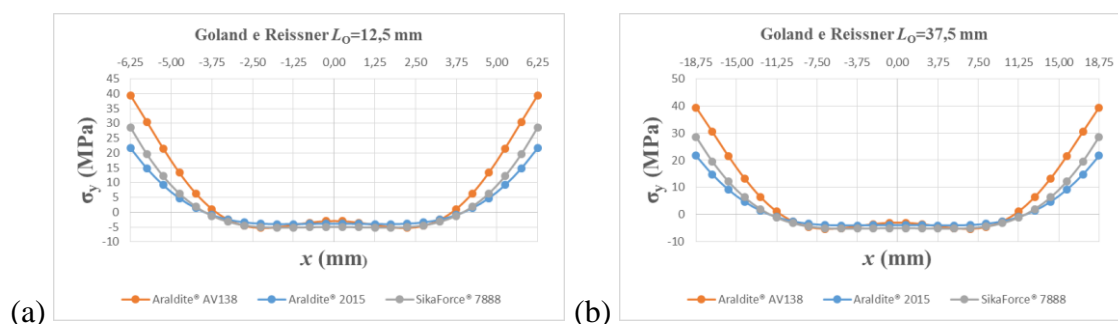 Goland e Reissner Lo=12,5 mm
-6,25 -5,00 -3,75 -2,50 -1,25 0,00 1,25 2,50 3,75 5,00 6,25
45
40
35
30
25
20
15
10
5
0
-5
-10
σy (MPa)
x (mm)
Araldite® AV138 Araldite® 2015 SikaForce® 7888
(a)
Goland e Reissner LO=37,5 mm
-18,75 -15,00 -11,25 -7,50 -3,75 0,00 3,75 7,50 11,25 15,00 18,75
50
40
30
20
10
0
-10
σy (MPa)
x (mm)
Araldite® AV138 Araldite® 2015 SikaForce® 7888
(b)